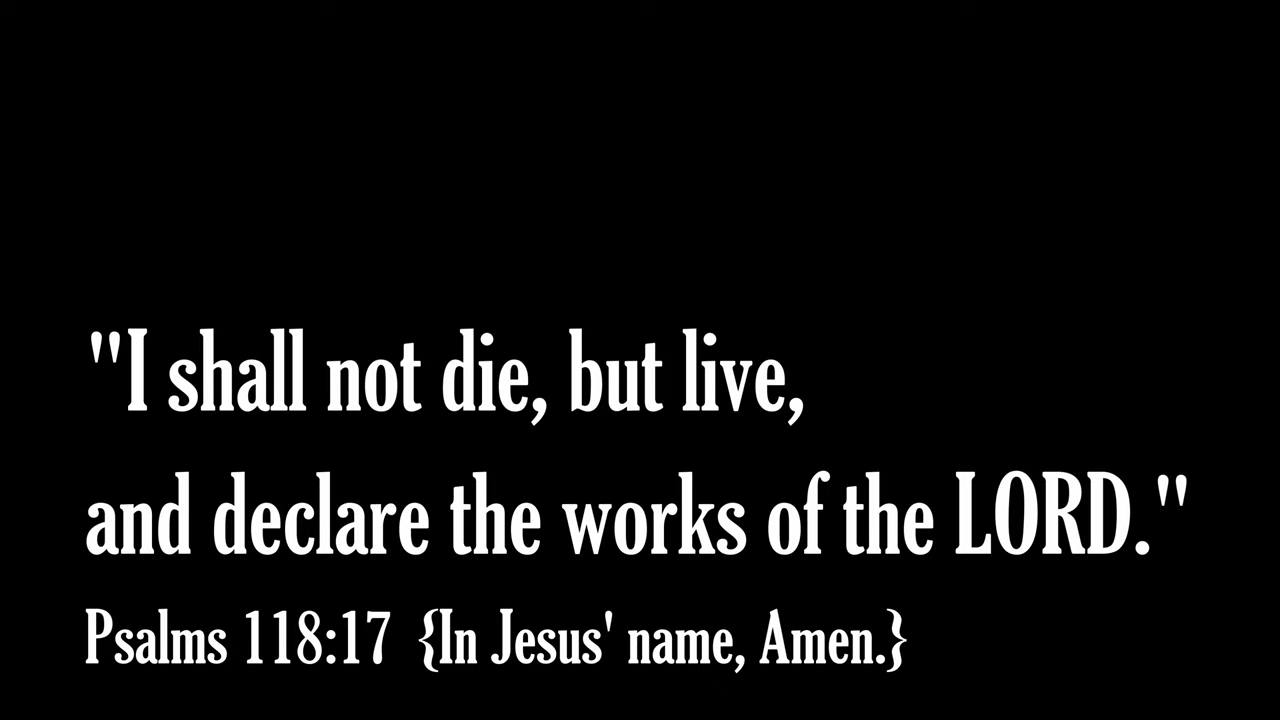 "I shall not die, but live,
and declare the works of the LORD."
Psalms 118:17 {In Jesus' name, Amen.}